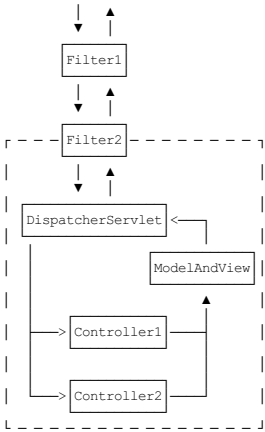 Filter1
Filter2
DispatcherServlet
ModelAndView
Controller1
Controller2